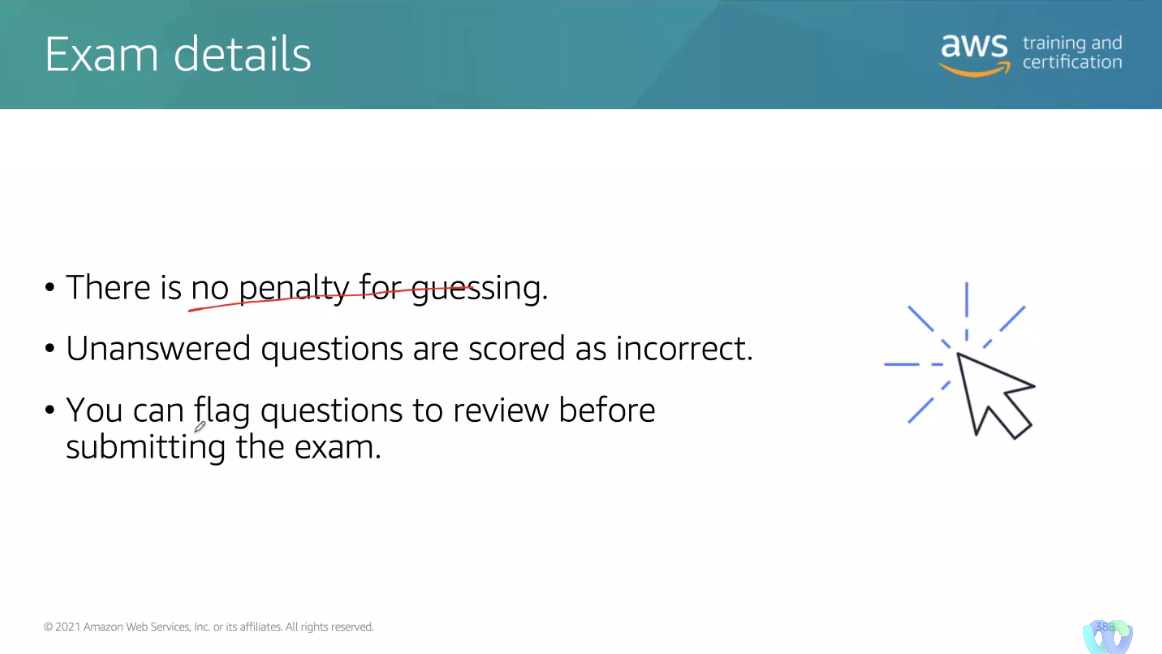 Exam details
aws
training and
certification
• There is no penalty for guessing.
• Unanswered questions are scored as incorrect.
• You can flag questions to review before
submitting the exam.
© 2021 Amazon Web Services, Inc. or its affiliates. All rights reserved.
388